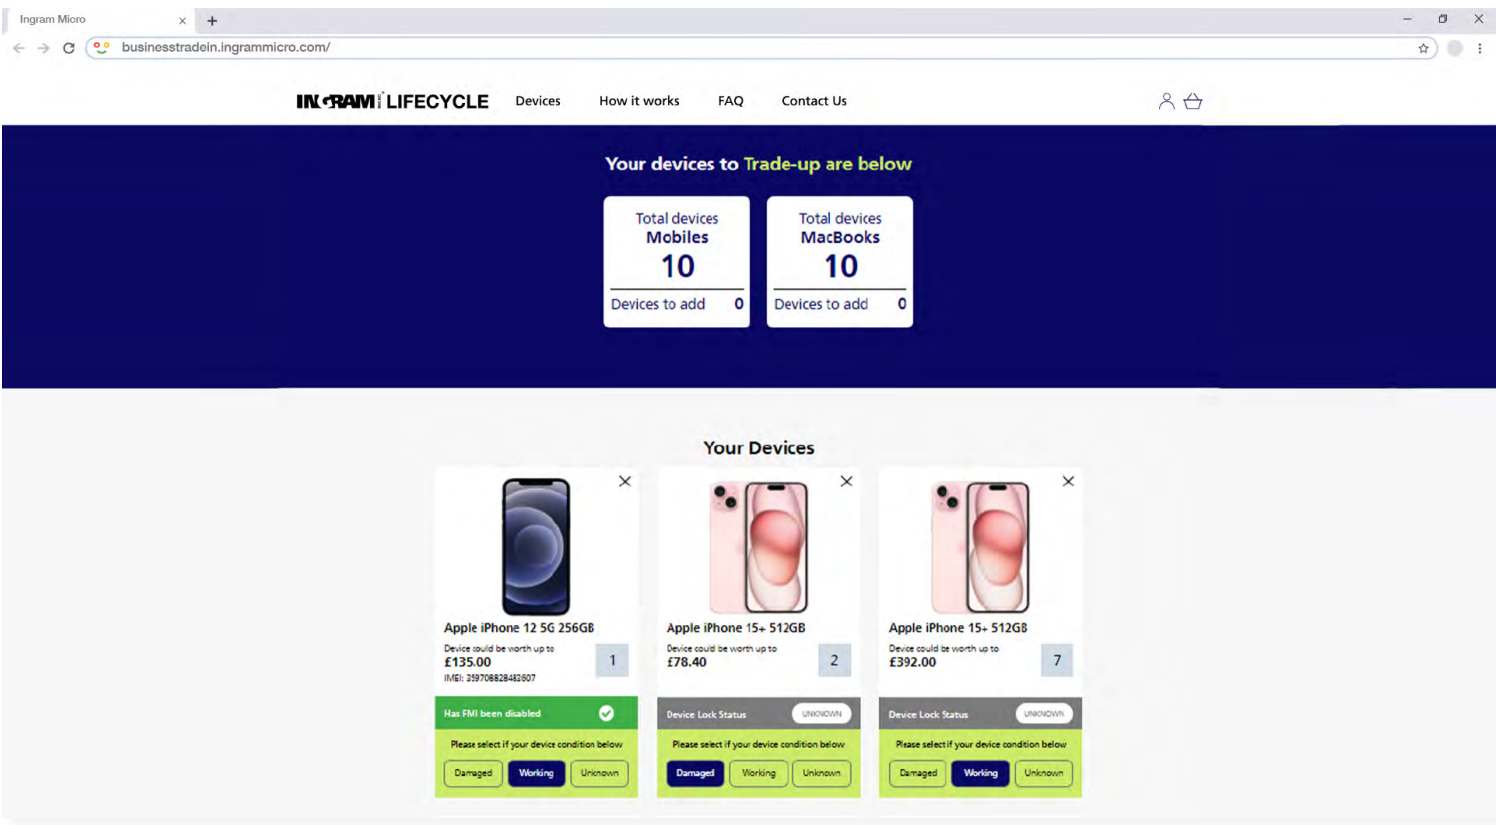 Ingram Micro
businesstradein.ingrammicro.com/
INGRAM MICRO LIFECYCLE Devices How it works FAQ Contact Us
Your devices to Trade-up are below
Total devices
Mobiles
10
Devices to add 0
Total devices
MacBooks
10
Devices to add 0
Your Devices
Apple iPhone 12 5G 256GB
Device could be worth up to
£135.00
1
IMEI: 359708828482607
Has FMI been disabled
Please select if your device condition below
Damaged Working Unknown
Apple iPhone 15+ 512GB
Device could be worth up to
£78.40
2
Device Lock Status UNKNOWN
Please select if your device condition below
Damaged Working Unknown
Apple iPhone 15+ 512GB
Device could be worth up to
£392.00
7
Device Lock Status UNKNOWN
Please select if your device condition below
Damaged Working Unknown